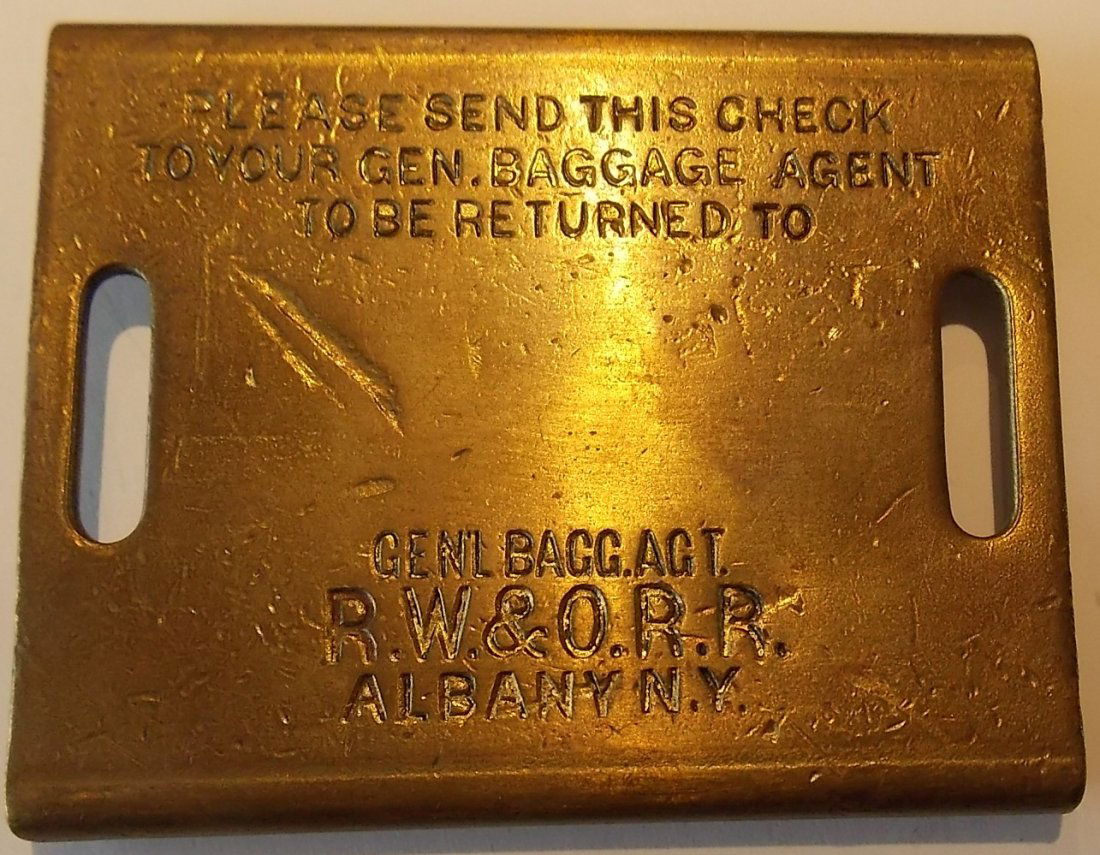 PLEASE SEND THIS CHECK
TO YOUR GEN. BAGGAGE AGENT
TO BE RETURNED TO
GEN'L BAGG. AGT.
R.W.&O.R.R.
ALBANY N.Y.